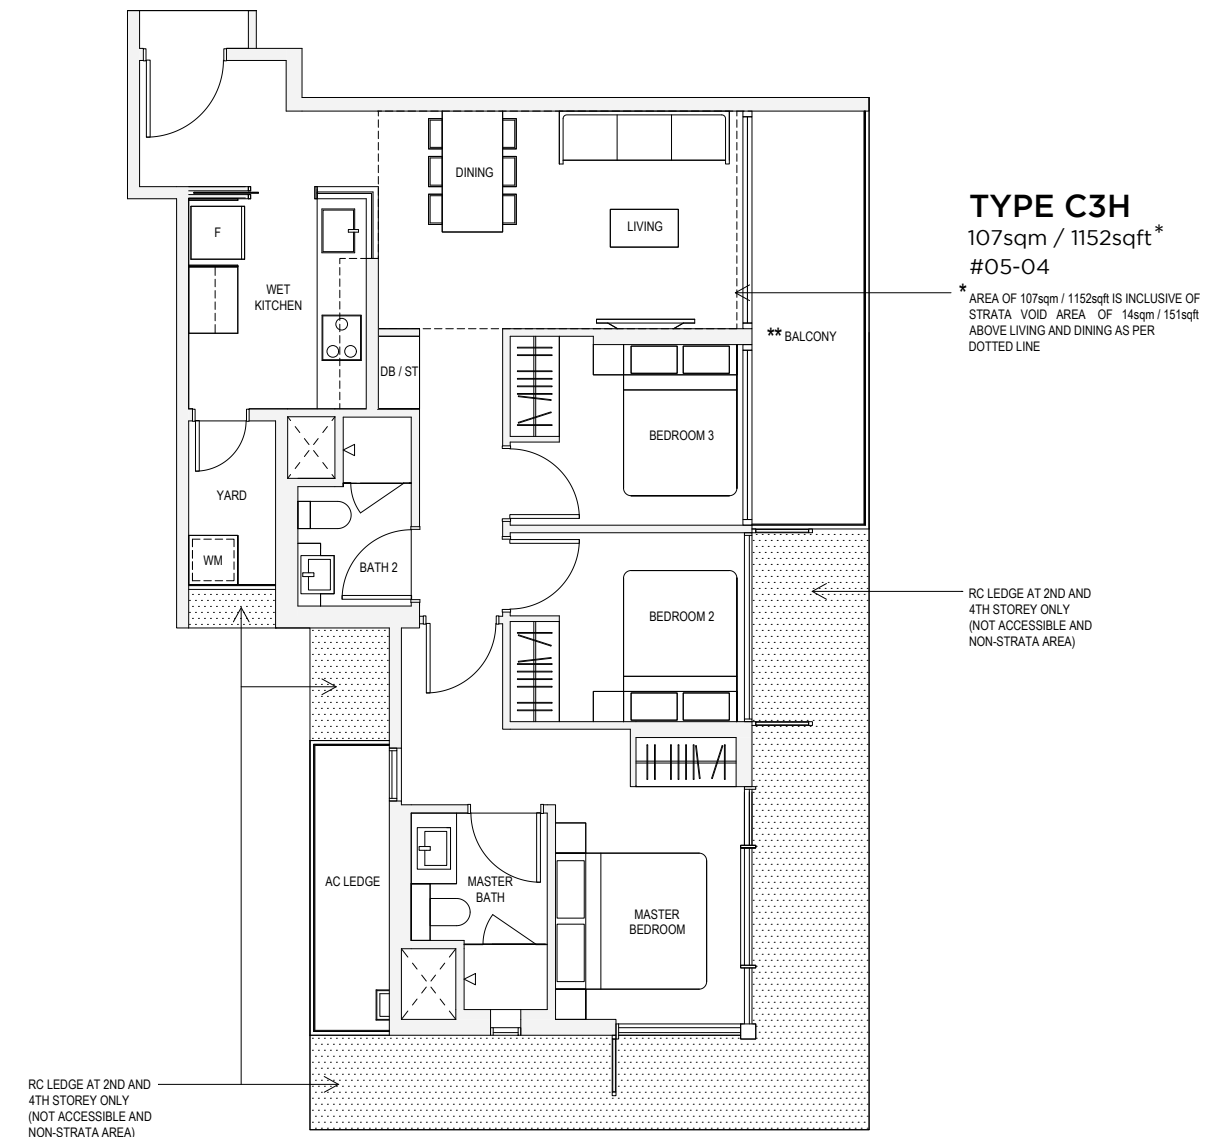 DINING
LIVING
TYPE C3H
107sqm / 1152sqft*
#05-04
* AREA OF 107sqm / 1152sqft IS INCLUSIVE OF
STRATA VOID AREA OF 14sqm / 151sqft
ABOVE LIVING AND DINING AS PER
DOTTED LINE
F
WET
KITCHEN
** BALCONY
DB / ST
BEDROOM 3
YARD
WM
BATH 2
BEDROOM 2
RC LEDGE AT 2ND AND
4TH STOREY ONLY
(NOT ACCESSIBLE AND
NON-STRATA AREA)
AC LEDGE
MASTER
BATH
MASTER
BEDROOM
RC LEDGE AT 2ND AND
4TH STOREY ONLY
(NOT ACCESSIBLE AND
NON-STRATA AREA)